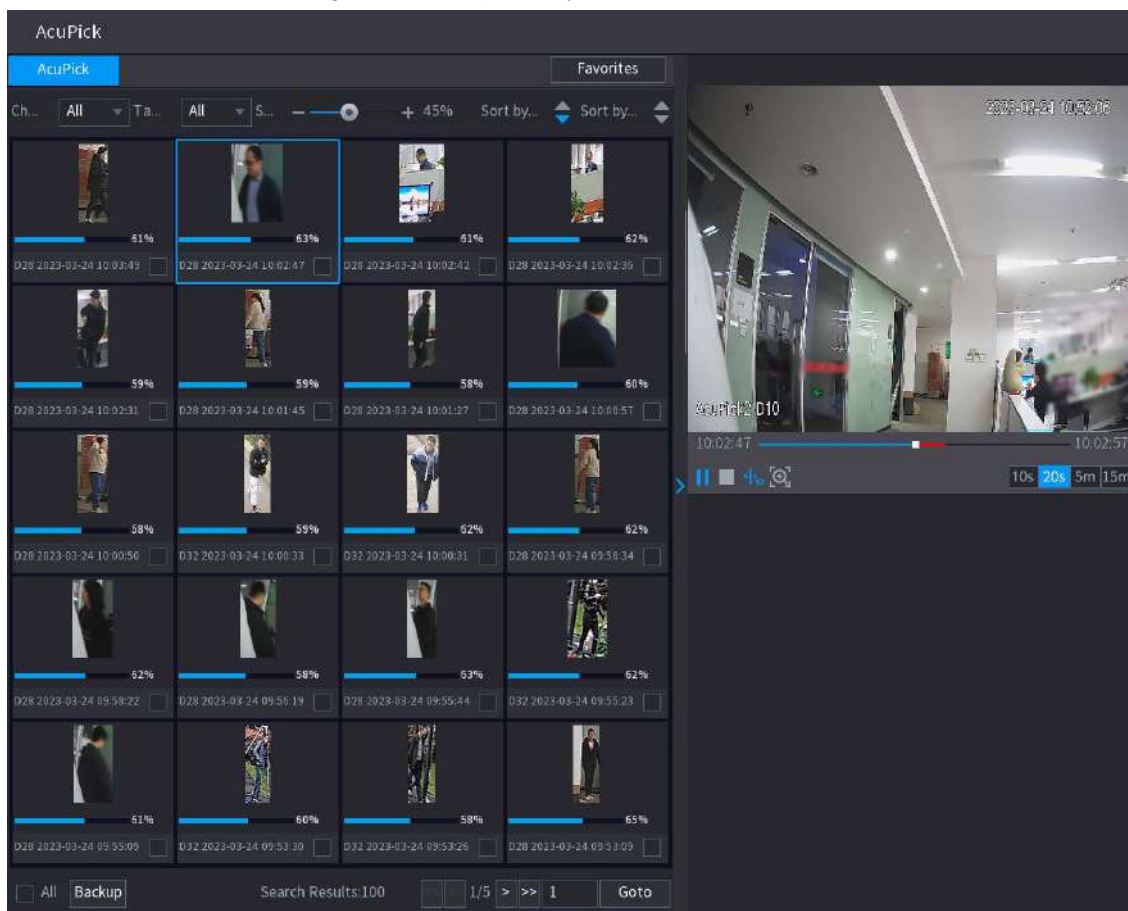 AcuPick
AcuPick
Favorites
Ch... All Ta... All S... 45% Sort by... Sort by...
61% 63% 61% 62%
D28 2023-03-24 10:03:49 D28 2023-03-24 10:02:47 D28 2023-03-24 10:02:42 D28 2023-03-24 10:02:36
59% 59% 58% 60%
D28 2023-03-24 10:02:31 D28 2023-03-24 10:01:45 D28 2023-03-24 10:01:27 D28 2023-03-24 10:00:57
58% 59% 62% 62%
D28 2023-03-24 10:00:50 D32 2023-03-24 10:00:33 D32 2023-03-24 10:00:31 D28 2023-03-24 09:58:34
62% 58% 63% 62%
D28 2023-03-24 09:58:22 D28 2023-03-24 09:56:19 D28 2023-03-24 09:55:44 D32 2023-03-24 09:55:23
61% 60% 58% 65%
D28 2023-03-24 09:55:09 D32 2023-03-24 09:53:30 D32 2023-03-24 09:53:26 D28 2023-03-24 09:53:09
All Backup Search Results:100 1/5 > >> 1 Goto
2023-03-24 10:52:06
AcuPick2 D10
10:02:47 10:02:57
10s 20s 5m 15m